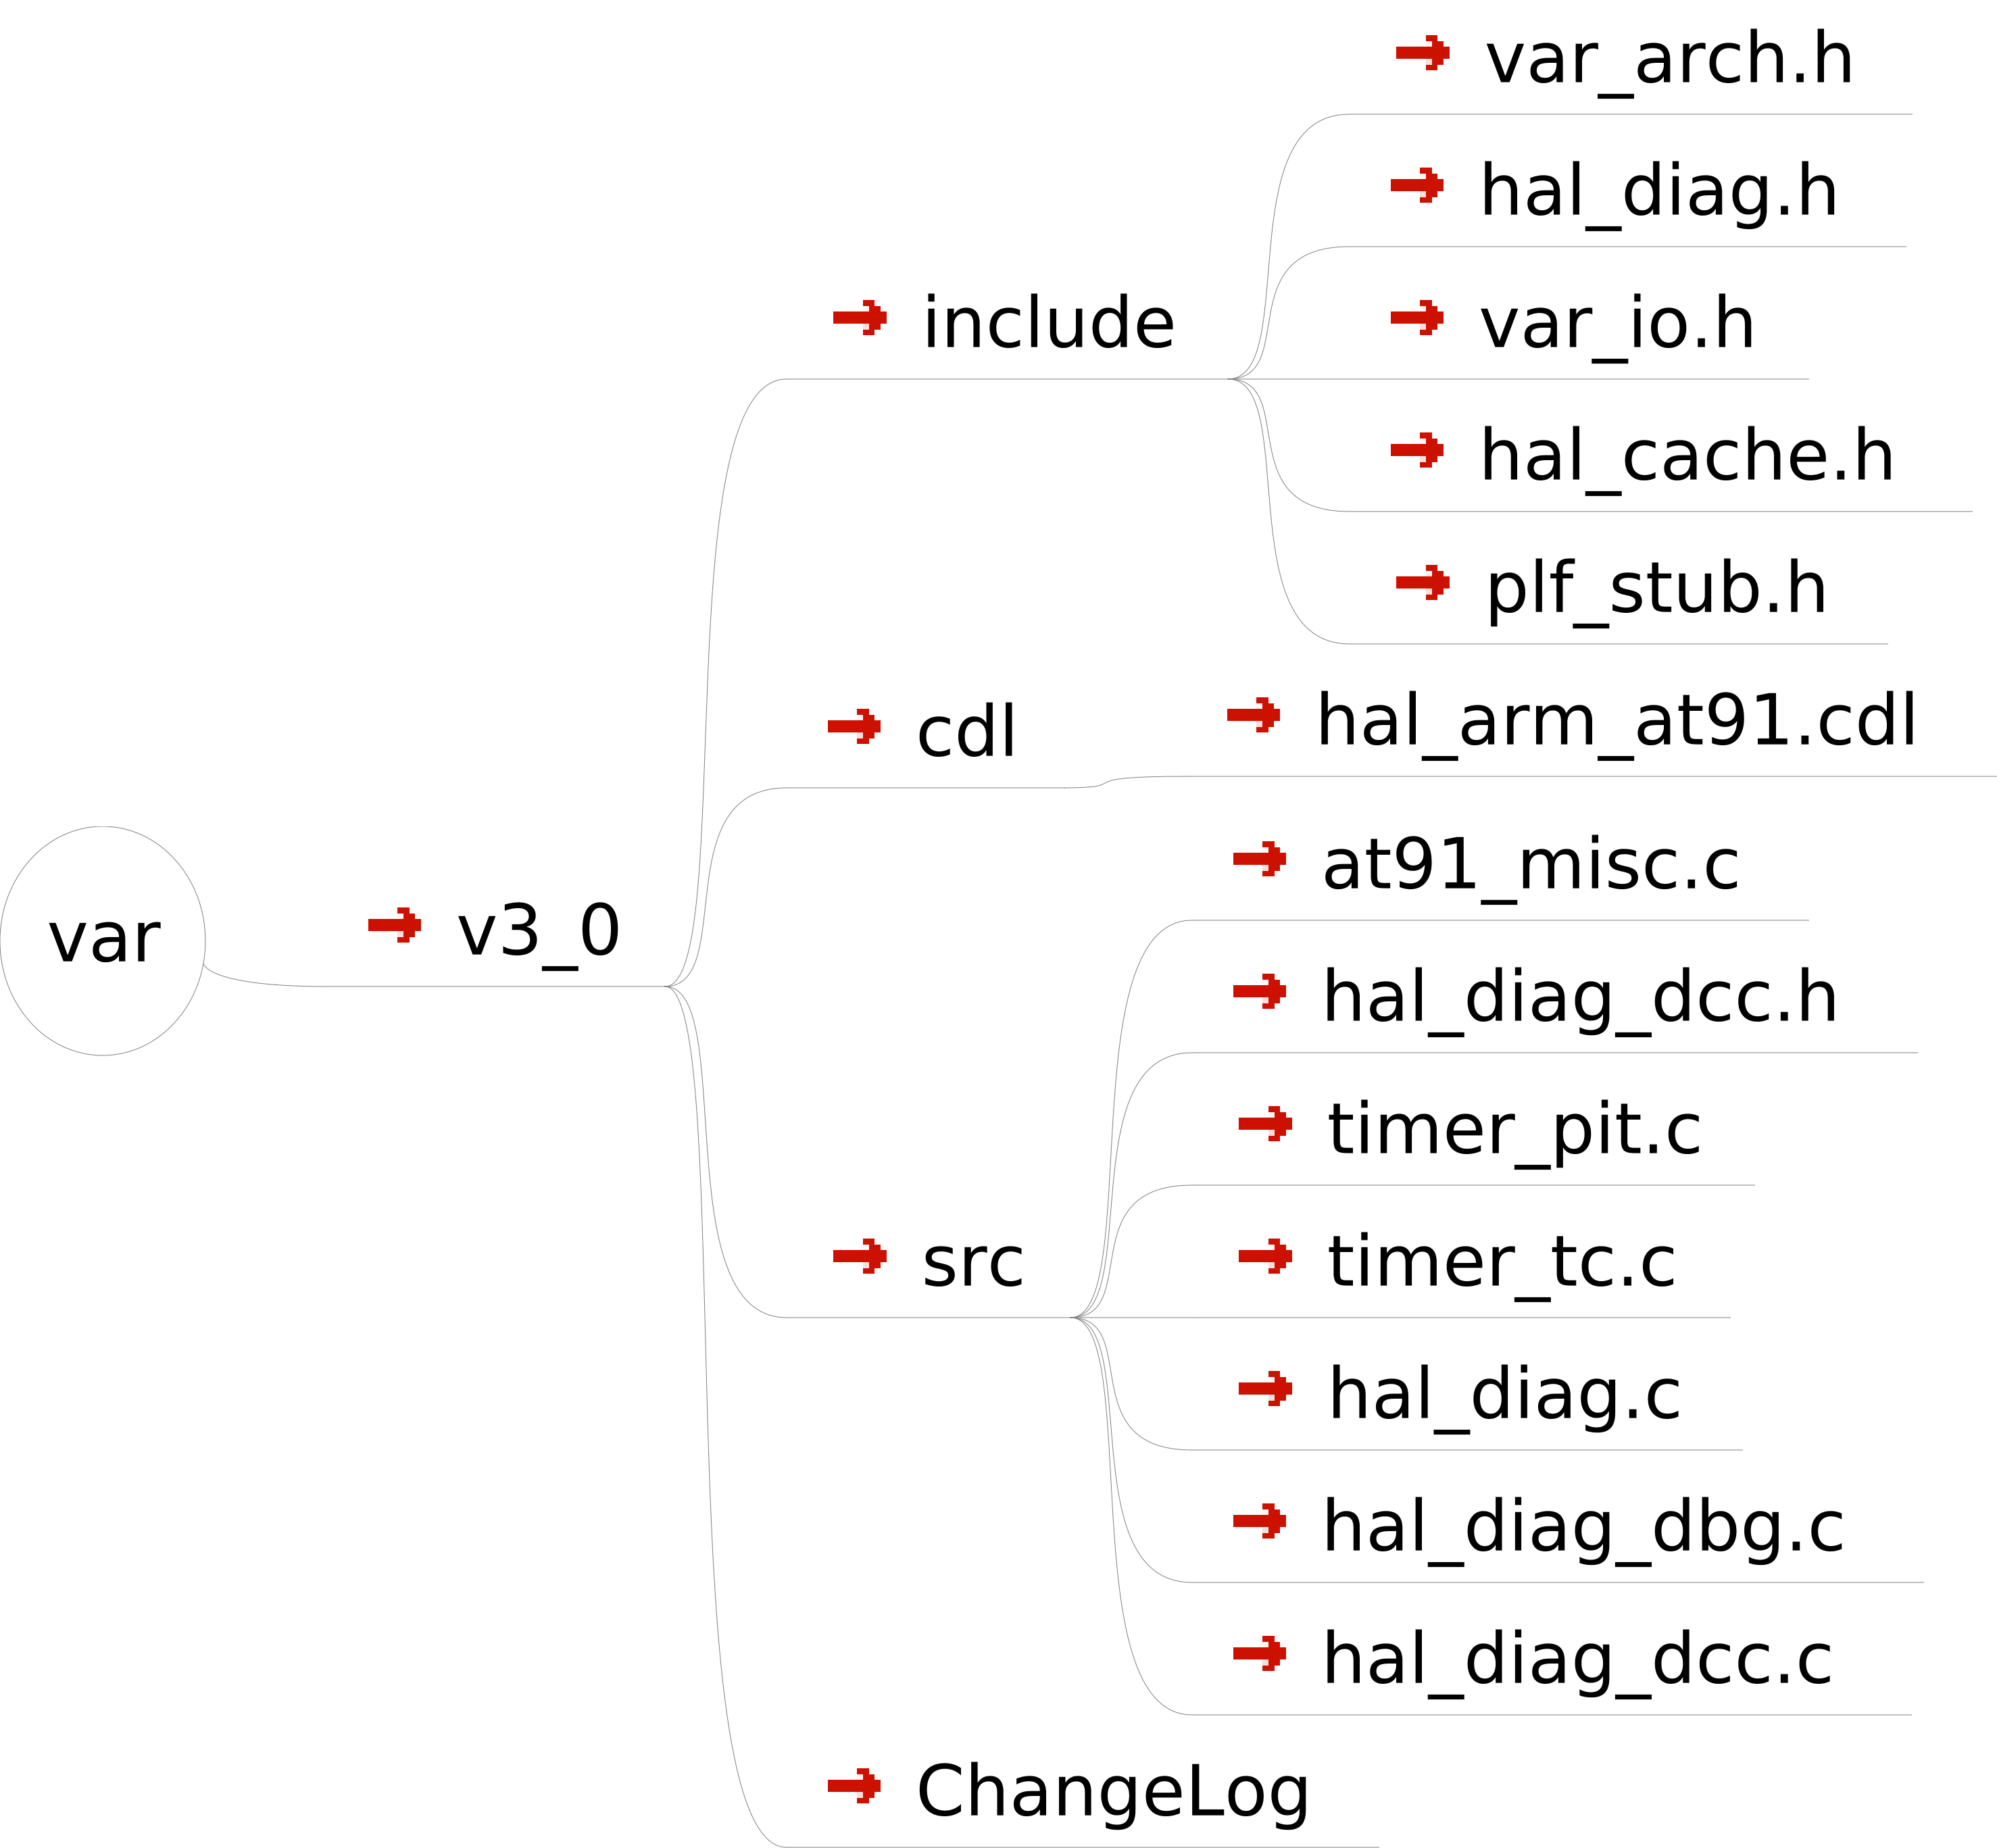 var
v3_0
include
var_arch.h
hal_diag.h
var_io.h
hal_cache.h
plf_stub.h
cdl
hal_arm_at91.cdl
src
at91_misc.c
hal_diag_dcc.h
timer_pit.c
timer_tc.c
hal_diag.c
hal_diag_dbg.c
hal_diag_dcc.c
ChangeLog